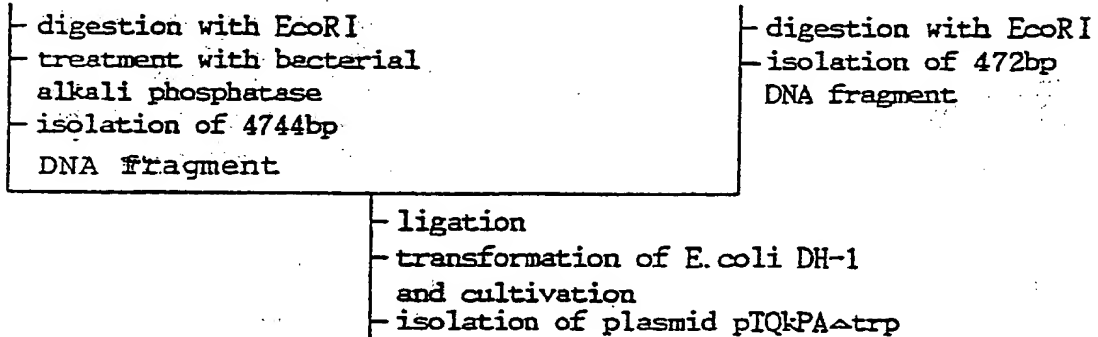 digestion with EcoRI
treatment with bacterial
alkali phosphatase
isolation of 4744bp
DNA fragment
digestion with EcoRI
isolation of 472bp
DNA fragment
ligation
transformation of E.coli DH-1
and cultivation
isolation of plasmid pTQkPA△trp